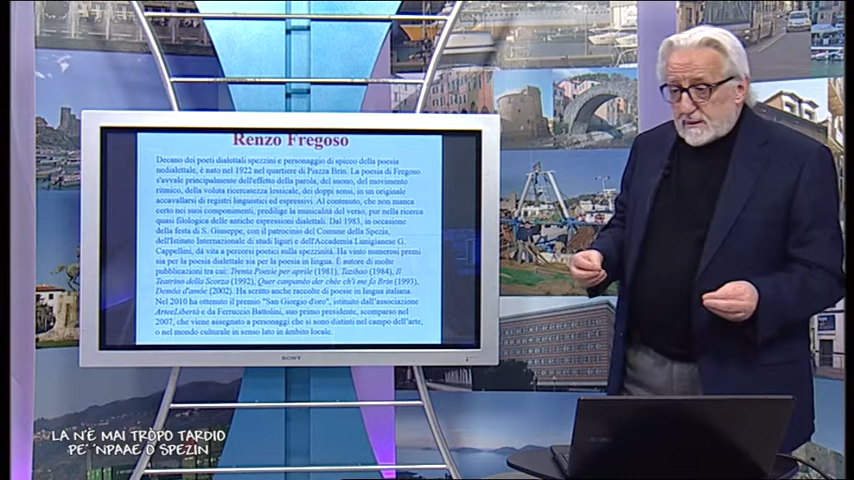 Renzo Fregoso
Decano dei poeti dialettali spezzini e personaggio di spicco della poesia
nedialettale, è nato nel 1922 nel quartiere di Piazza Brin. La poesia di Fregoso
s'avvale principalmente dell'effetto della parola, del suono, del movimento
ritmico, della voluta ricercatezza lessicale, dei doppi sensi, in un originale
accavallarsi di registri linguistici ed espressivi. Al contenuto, che non manca
certo nei suoi componimenti, predilige la musicalità del verso, pur nella ricerca
quasi filologica delle antiche espressioni dialettali. Dal 1983, in occasione
della festa di S. Giuseppe, con il patrocinio del Comune della Spezia,
dell'Istituto Internazionale di studi liguri e dell'Accademia Lunigianese G.
Cappellini, dà vita a percorsi poetici sulla spezzinità. Ha vinto numerosi premi
sia per la poesia dialettale sia per la poesia in lingua. È autore di molte
pubblicazioni tra cui: Trenta Poesie per aprile (1981), Tazibao (1984), Il
Teatrino della Scorza (1992), Quer canpanèo der chèe ch'i me fa Brin (1993),
Demóa d'amóe (2002). Ha scritto anche raccolte di poesie in lingua italiana.
Nel 2010 ha ottenuto il premio "San Giorgio d'oro", istituito dall'associazione
ArteeLibertà e da Ferruccio Battolini, suo primo presidente, scomparso nel
2007, che viene assegnato a personaggi che si sono distinti nel campo dell'arte,
o nel mondo culturale in senso lato in ámbito locale.
SONY
LA N'È MAI TRÒPO TARDIO
PE' 'NPAAE O SPEZIN